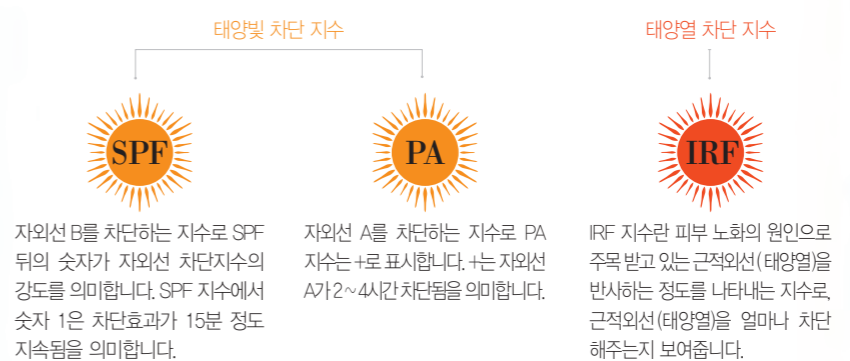 태양빛 차단 지수
태양열 차단 지수
SPF
PA
IRF
자외선 B를 차단하는 지수로 SPF
뒤의 숫자가 자외선 차단지수의
강도를 의미합니다. SPF 지수에서
숫자 1은 차단효과가 15분 정도
지속됨을 의미합니다.
자외선 A를 차단하는 지수로 PA
지수는 +로 표시합니다. +는 자외선
A가 2~4시간 차단됨을 의미합니다.
IRF 지수란 피부 노화의 원인으로
주목 받고 있는 근적외선(태양열)을
반사하는 정도를 나타내는 지수로,
근적외선(태양열)을 얼마나 차단
해주는지 보여줍니다.